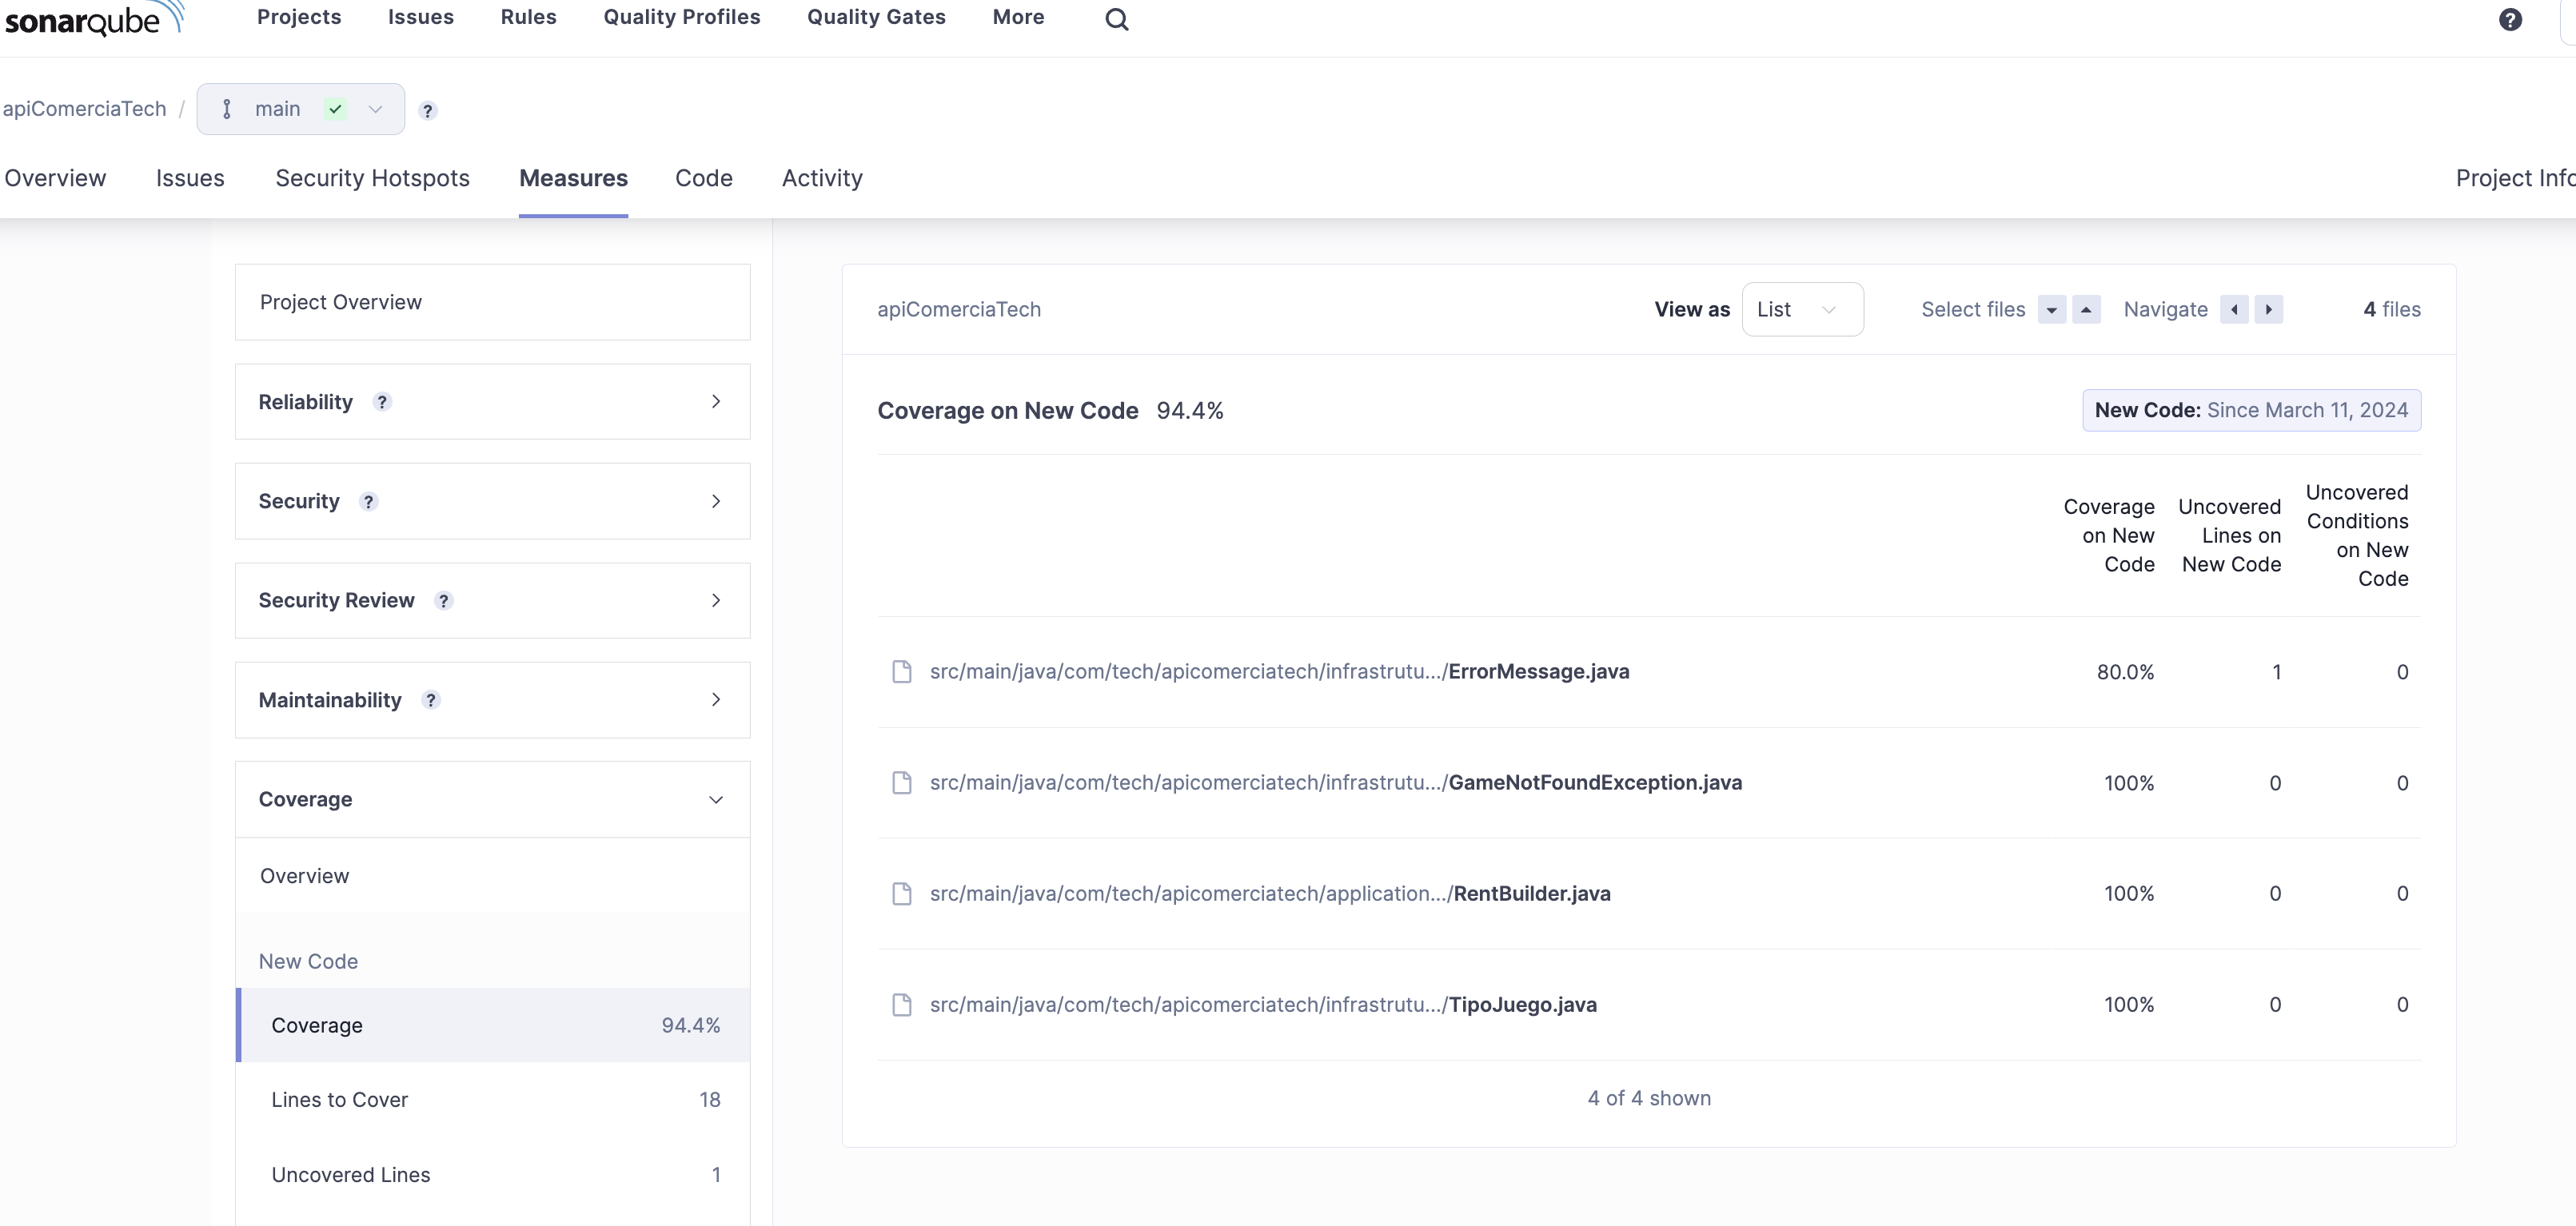 sonarqube Projects Issues Rules Quality Profiles Quality Gates More ?
apiComerciaTech / main ?
Overview Issues Security Hotspots Measures Code Activity Project Info
Project Overview
Reliability ?
Security ?
Security Review ?
Maintainability ?
Coverage
Overview
New Code
Coverage 94.4%
Lines to Cover 18
Uncovered Lines 1
apiComerciaTech View as List Select files Navigate 4 files
Coverage on New Code 94.4% New Code: Since March 11, 2024
Coverage on New Code
Uncovered Lines on New Code
Uncovered Conditions on New Code
src/main/java/com/tech/apicomerciatech/infrastrutu.../ErrorMessage.java 80.0% 1 0
src/main/java/com/tech/apicomerciatech/infrastrutu.../GameNotFoundException.java 100% 0 0
src/main/java/com/tech/apicomerciatech/application.../RentBuilder.java 100% 0 0
src/main/java/com/tech/apicomerciatech/infrastrutu.../TipoJuego.java 100% 0 0
4 of 4 shown